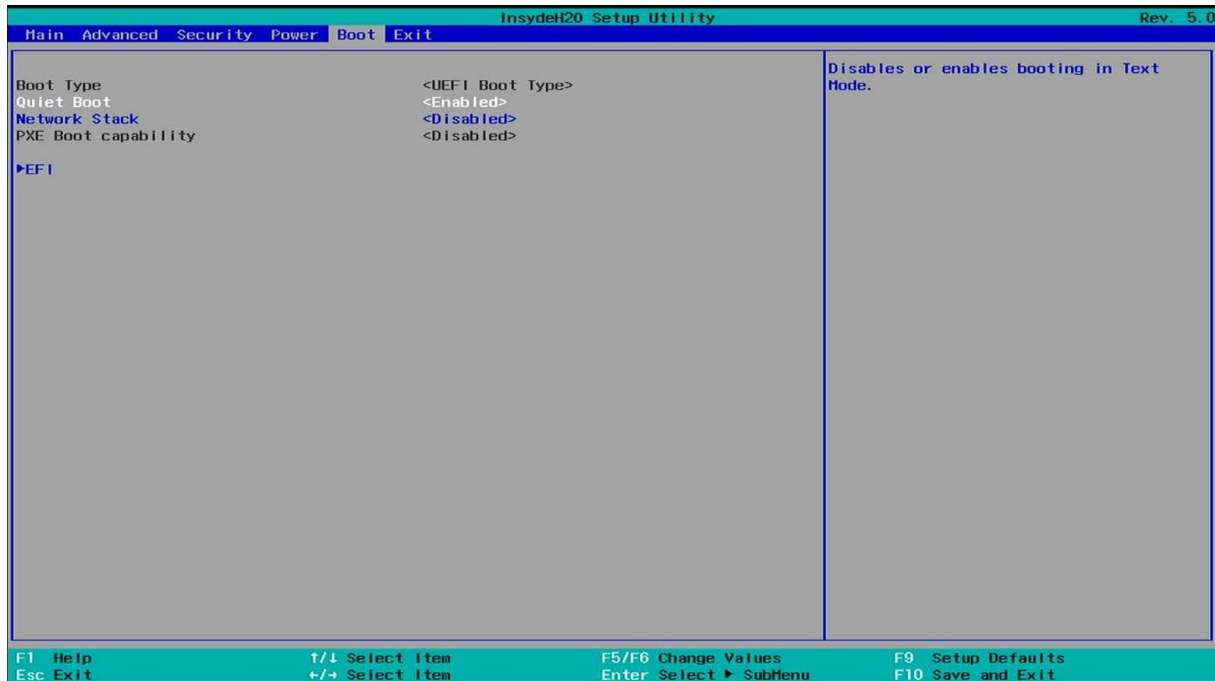 InsydeH20 Setup Utility Rev. 5.0
Main Advanced Security Power Boot Exit
Boot Type <UEFI Boot Type>
Quiet Boot <Enabled>
Network Stack <Disabled>
PXE Boot capability <Disabled>
▶EFI
Disables or enables booting in Text
Mode.
F1 Help ↑/↓ Select Item F5/F6 Change Values F9 Setup Defaults
Esc Exit ←/→ Select Item Enter Select ▶ SubMenu F10 Save and Exit